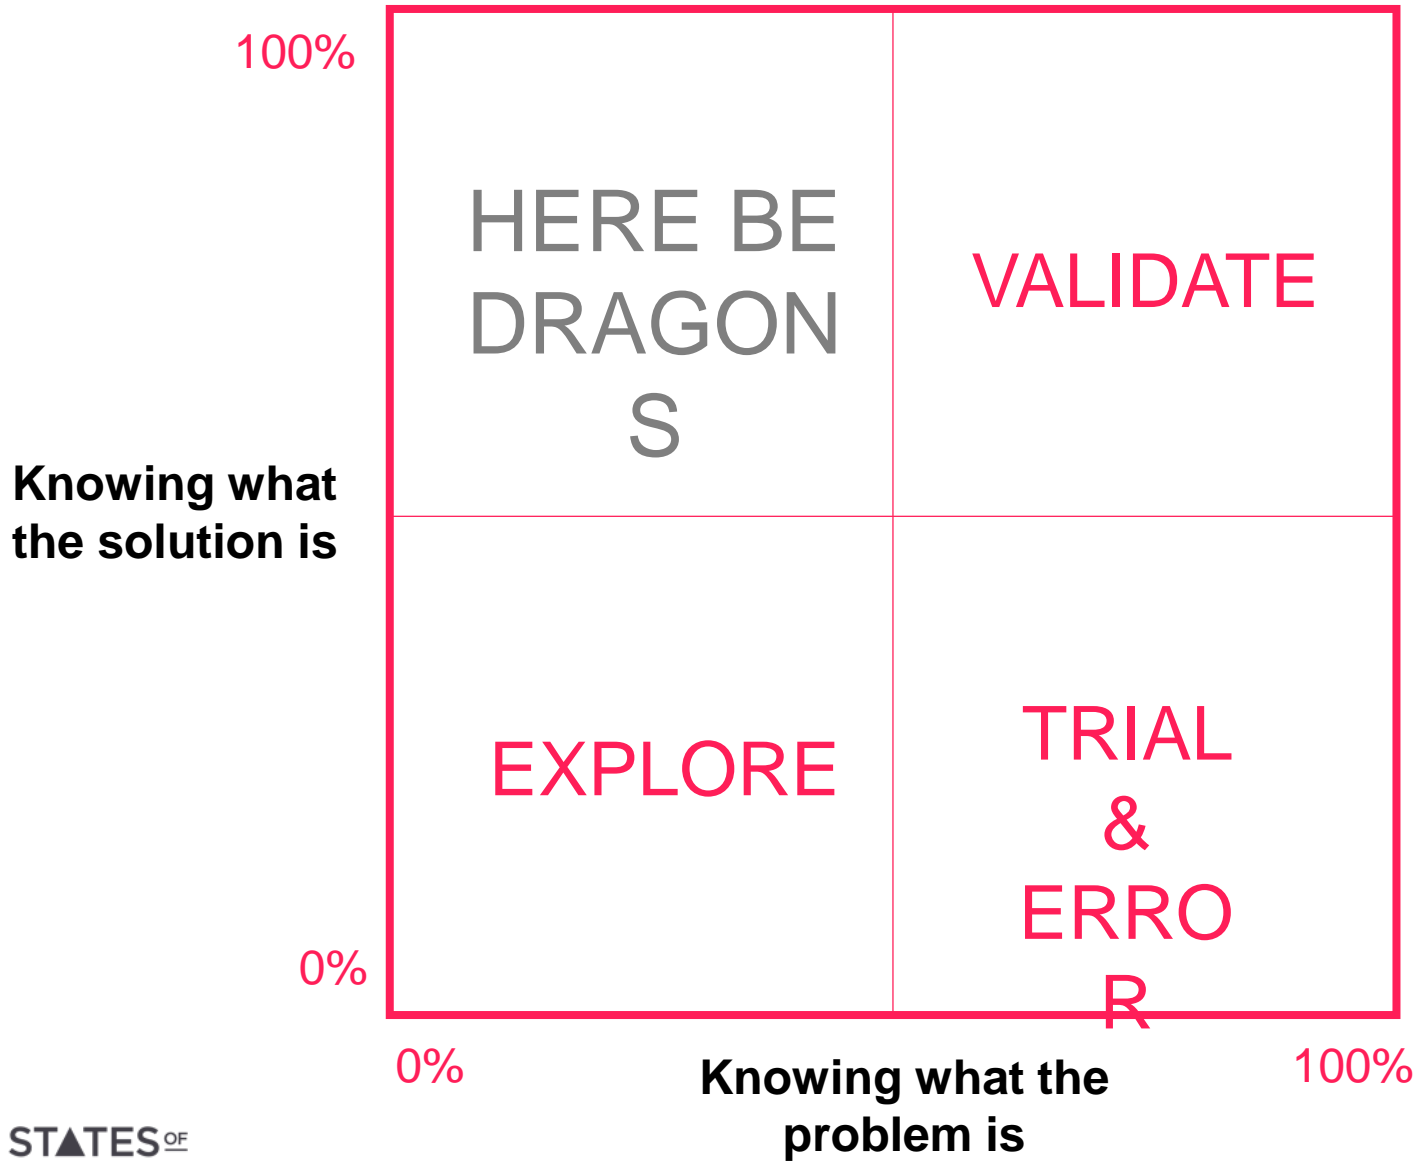 100%
HERE BE
DRAGON
S
VALIDATE
Knowing what
the solution is
EXPLORE
TRIAL
&
ERRO
R
0%
0%
Knowing what the
problem is
100%
STATES OF